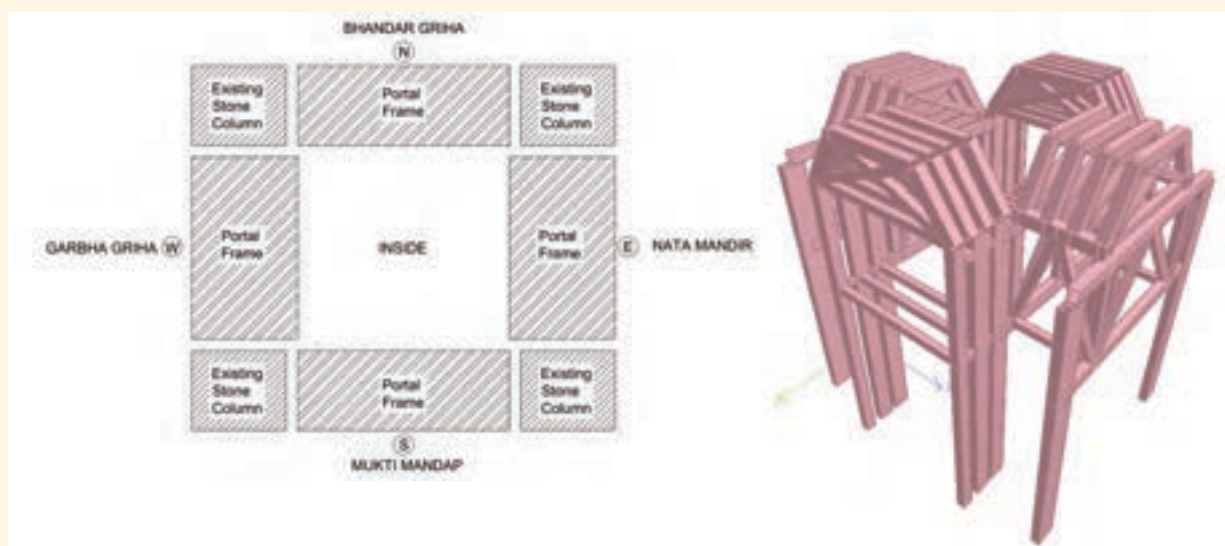 BHANDAR GRIHA
N
Existing
Stone
Column
Portal
Frame
Existing
Stone
Column
GARBHA GRIHA W
Portal
Frame
INSIDE
Portal
Frame
E NATA MANDIR
Existing
Stone
Column
Portal
Frame
Existing
Stone
Column
S
MUKTI MANDAP